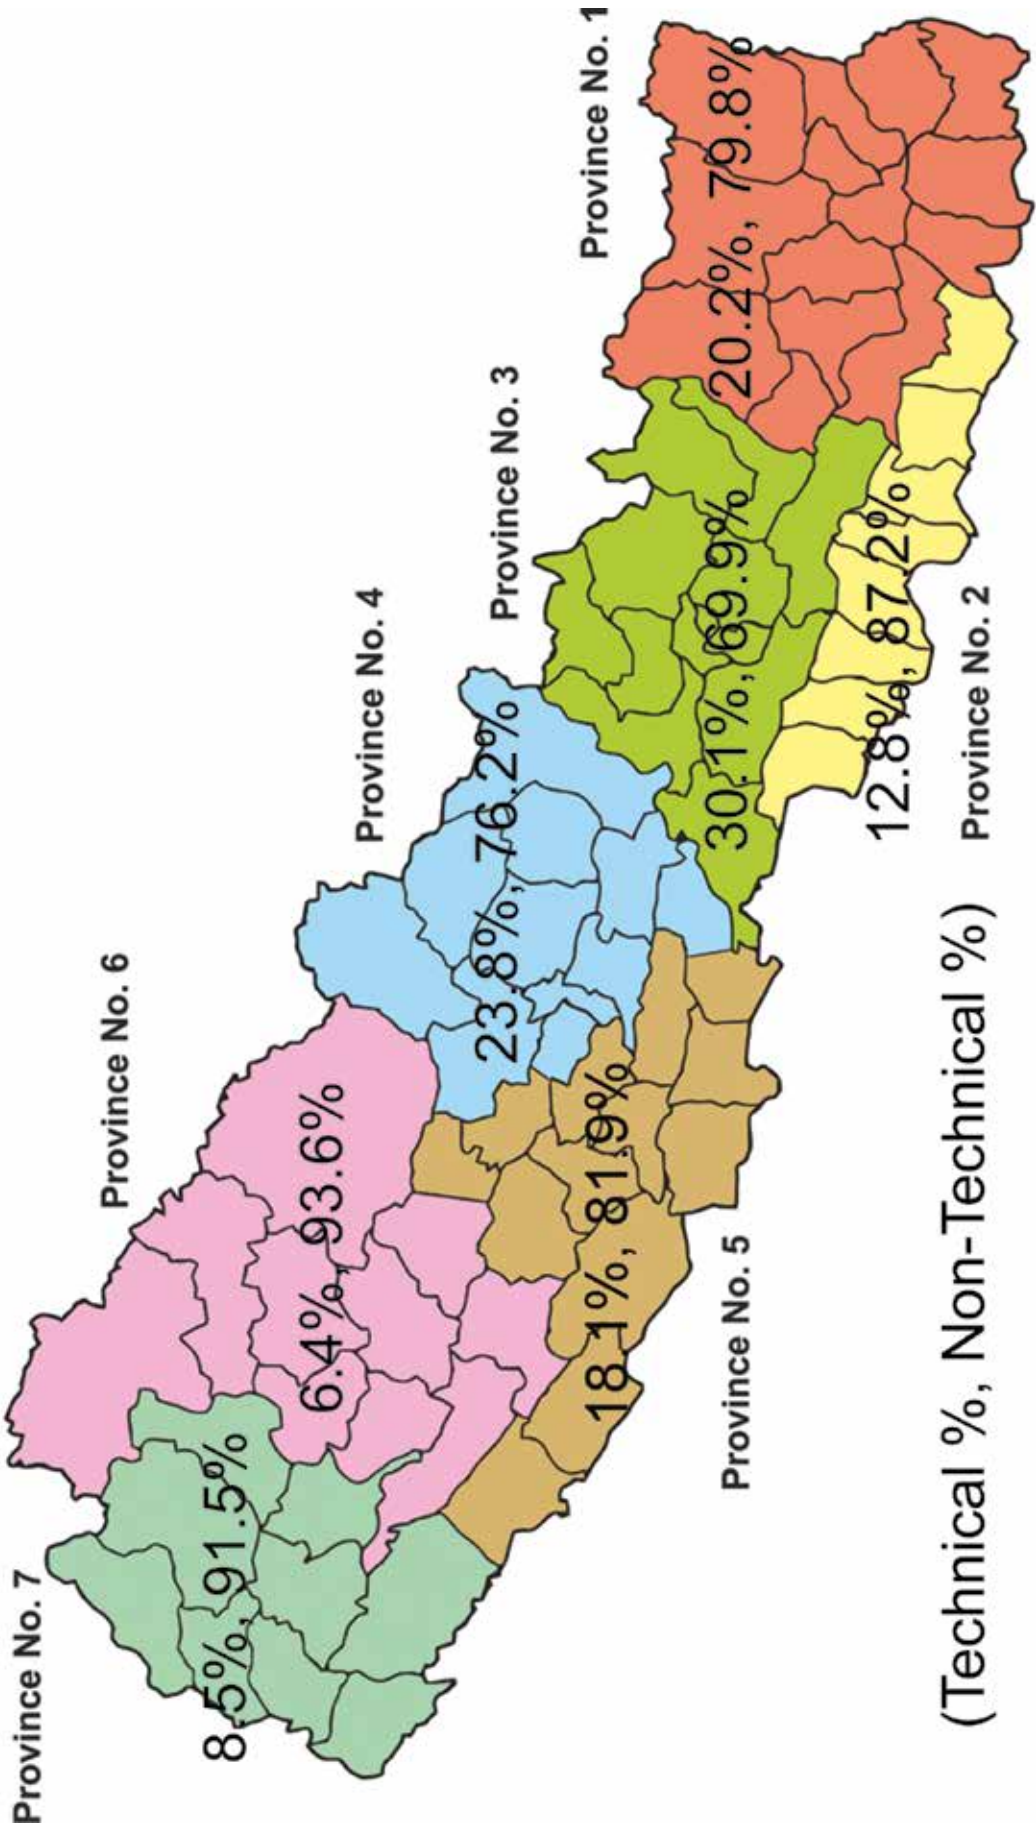 Province No. 7
8.5%, 91.5%
Province No. 6
6.4%, 93.6%
Province No. 4
23.8%, 76.2%
Province No. 3
30.1%, 69.9%
Province No. 1
20.2%, 79.8%
Province No. 5
18.1%, 81.9%
Province No. 2
12.8%, 87.2%
(Technical %, Non-Technical %)